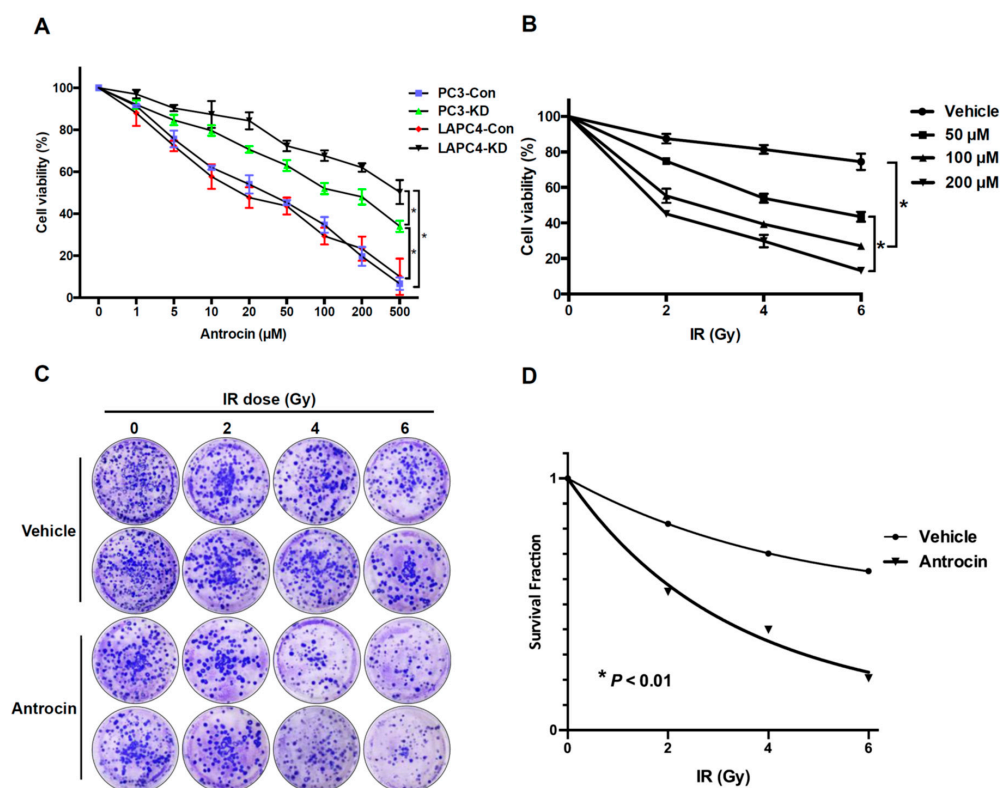 A
Cell viability (%)
100
80
60
40
20
0
0 1 5 10 20 50 100 200 500
Antrocin (µM)
PC3-Con
PC3-KD
LAPC4-Con
LAPC4-KD
*
*
*
B
Cell viability (%)
100
80
60
40
20
0
0 2 4 6
IR (Gy)
Vehicle
50 µM
100 µM
200 µM
*
*
C
IR dose (Gy)
0 2 4 6
Vehicle
Antrocin
D
Survival Fraction
1
0
0 2 4 6
IR (Gy)
Vehicle
Antrocin
* P < 0.01